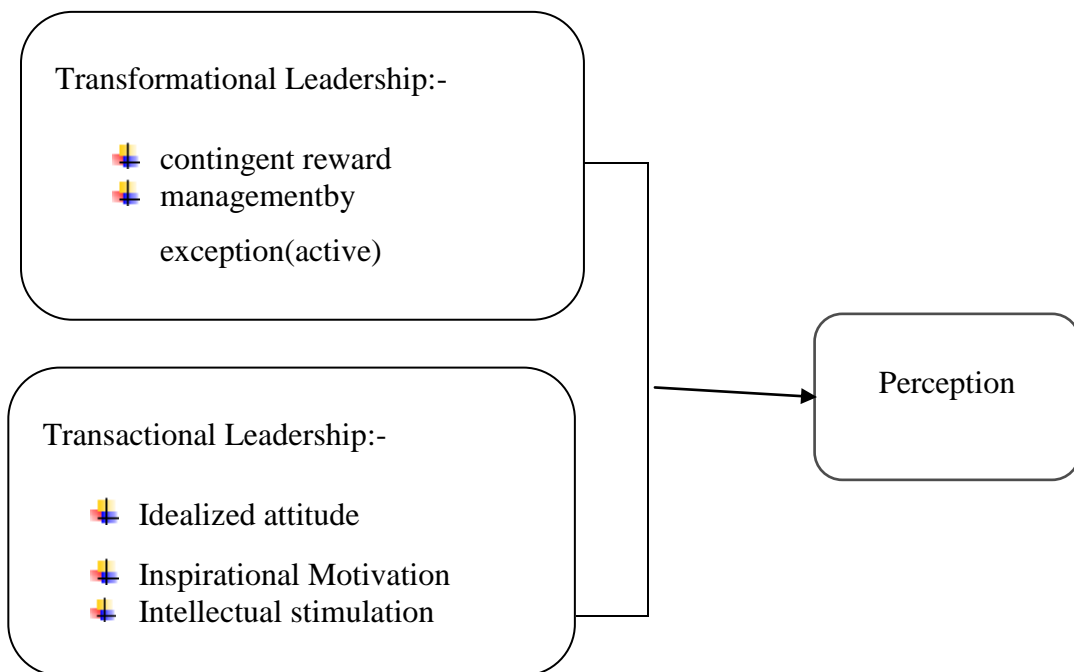 Transformational Leadership:-
contingent reward
managementby
exception(active)
Perception
Transactional Leadership:-
Idealized attitude
Inspirational Motivation
Intellectual stimulation